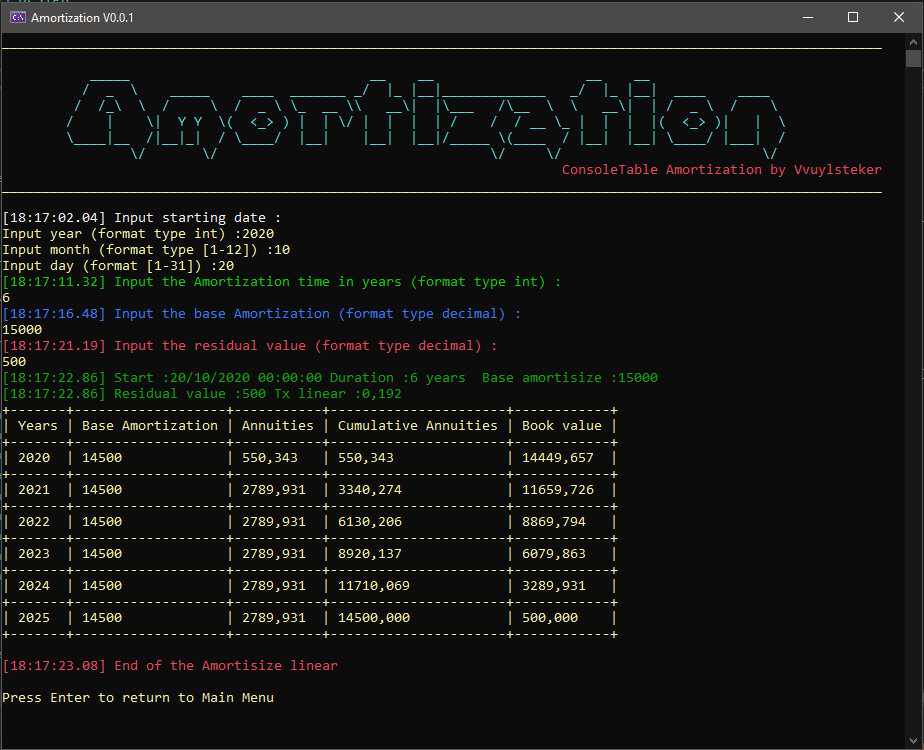 Amortization V0.0.1
Amortization
ConsoleTable Amortization by Vvuylsteker
[18:17:02.04] Input starting date :
Input year (format type int) :2020
Input month (format type [1-12]) :10
Input day (format [1-31]) :20
[18:17:11.32] Input the Amortization time in years (format type int) :
6
[18:17:16.48] Input the base Amortization (format type decimal) :
15000
[18:17:21.19] Input the residual value (format type decimal) :
500
[18:17:22.86] Start :20/10/2020 00:00:00 Duration :6 years  Base amortisize :15000
[18:17:22.86] Residual value :500 Tx linear :0,192
| Years | Base Amortization | Annuities | Cumulative Annuities | Book value |
| 2020 | 14500 | 550,343 | 550,343 | 14449,657 |
| 2021 | 14500 | 2789,931 | 3340,274 | 11659,726 |
| 2022 | 14500 | 2789,931 | 6130,206 | 8869,794 |
| 2023 | 14500 | 2789,931 | 8920,137 | 6079,863 |
| 2024 | 14500 | 2789,931 | 11710,069 | 3289,931 |
| 2025 | 14500 | 2789,931 | 14500,000 | 500,000 |
[18:17:23.08] End of the Amortisize linear
Press Enter to return to Main Menu